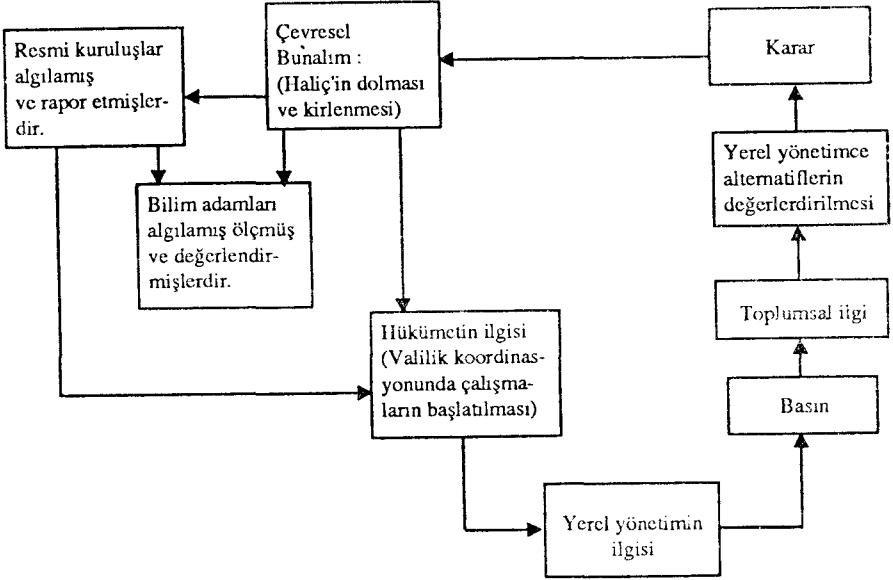 Resmi kuruluşlar
algılamış
ve rapor etmişler-
dir.
Çevresel
Bunalım :
(Haliç'in dolması
ve kirlenmesi)
Karar
Bilim adamları
algılamış ölçmüş
ve değerlendir-
mişlerdir.
Yerel yönetimce
alternatiflerin
değerlerdirilmesi
Hükümetin ilgisi
(Valilik koordinas-
yonunda çalışma-
ların başlatılması)
Toplumsal ilgi
Basın
Yerel yönetimin
ilgisi